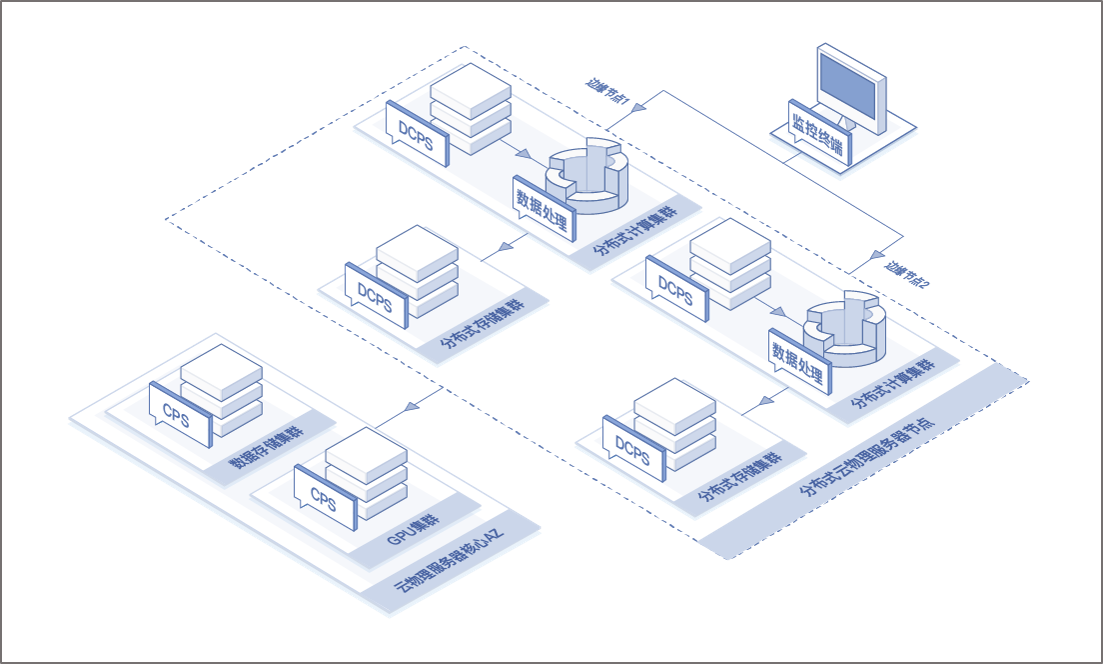 边缘节点1
监控终端
DCPS
数据处理
分布式计算集群
DCPS
分布式存储集群
边缘节点2
DCPS
数据处理
分布式计算集群
DCPS
分布式存储集群
分布式云物理服务器节点
CPS
数据存储集群
CPS
GPU集群
云物理服务器核心AZ